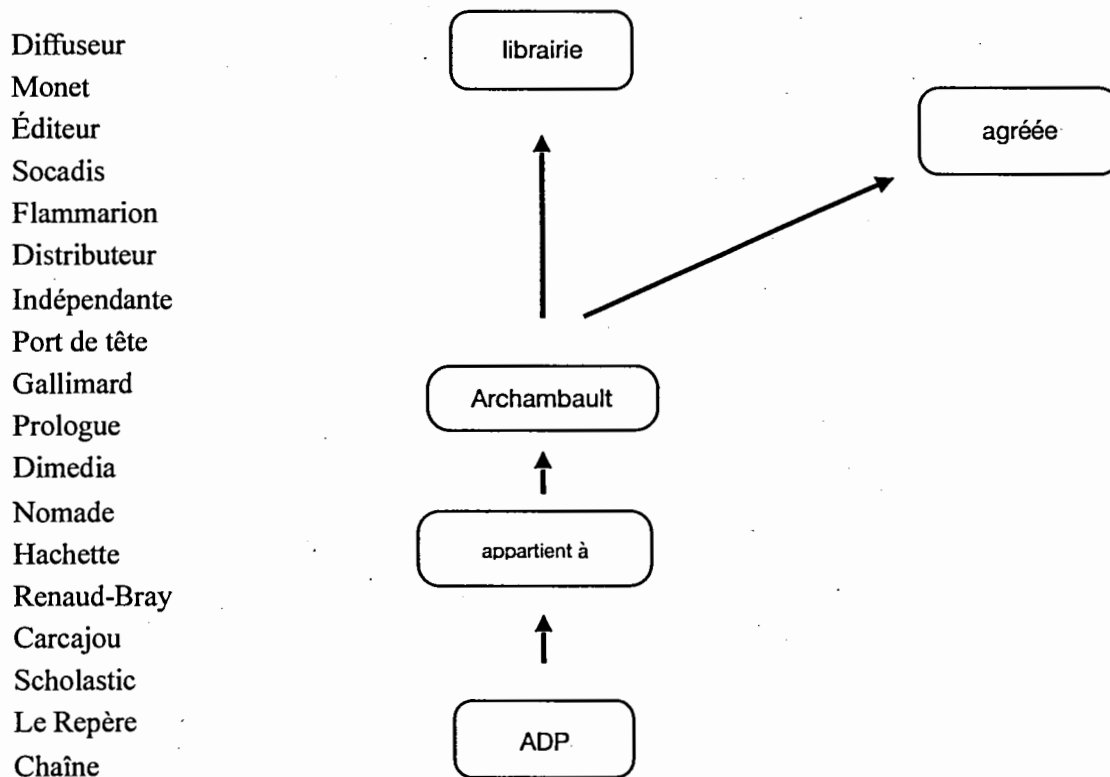 Diffuseur
Monet
Éditeur
Socadis
Flammarion
Distributeur
Indépendante
Port de tête
Gallimard
Prologue
Dimedia
Nomade
Hachette
Renaud-Bray
Carcajou
Scholastic
Le Repère
Chaîne
librairie
agréée
Archambault
appartient à
ADP